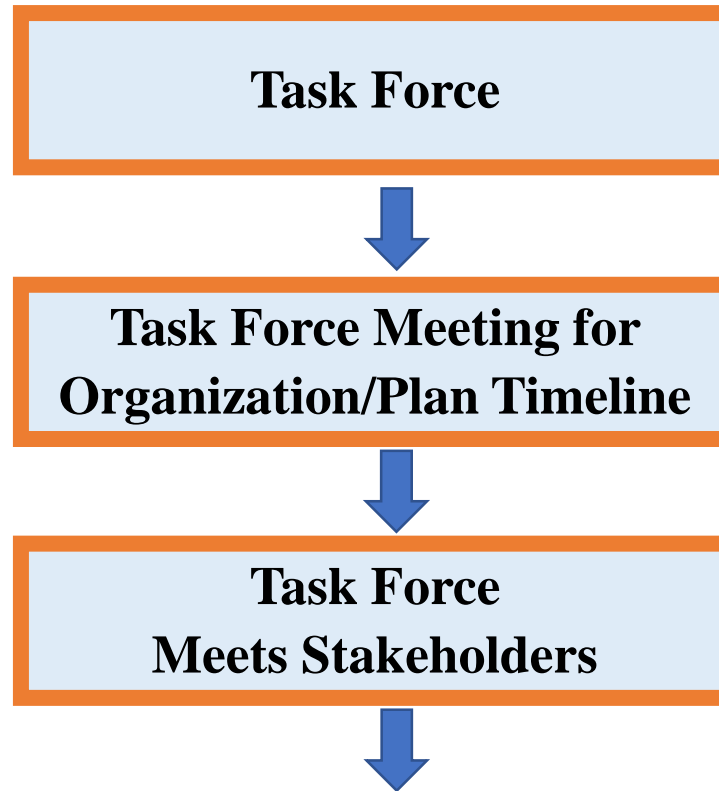 Task Force
Task Force Meeting for
Organization/Plan Timeline
Task Force
Meets Stakeholders